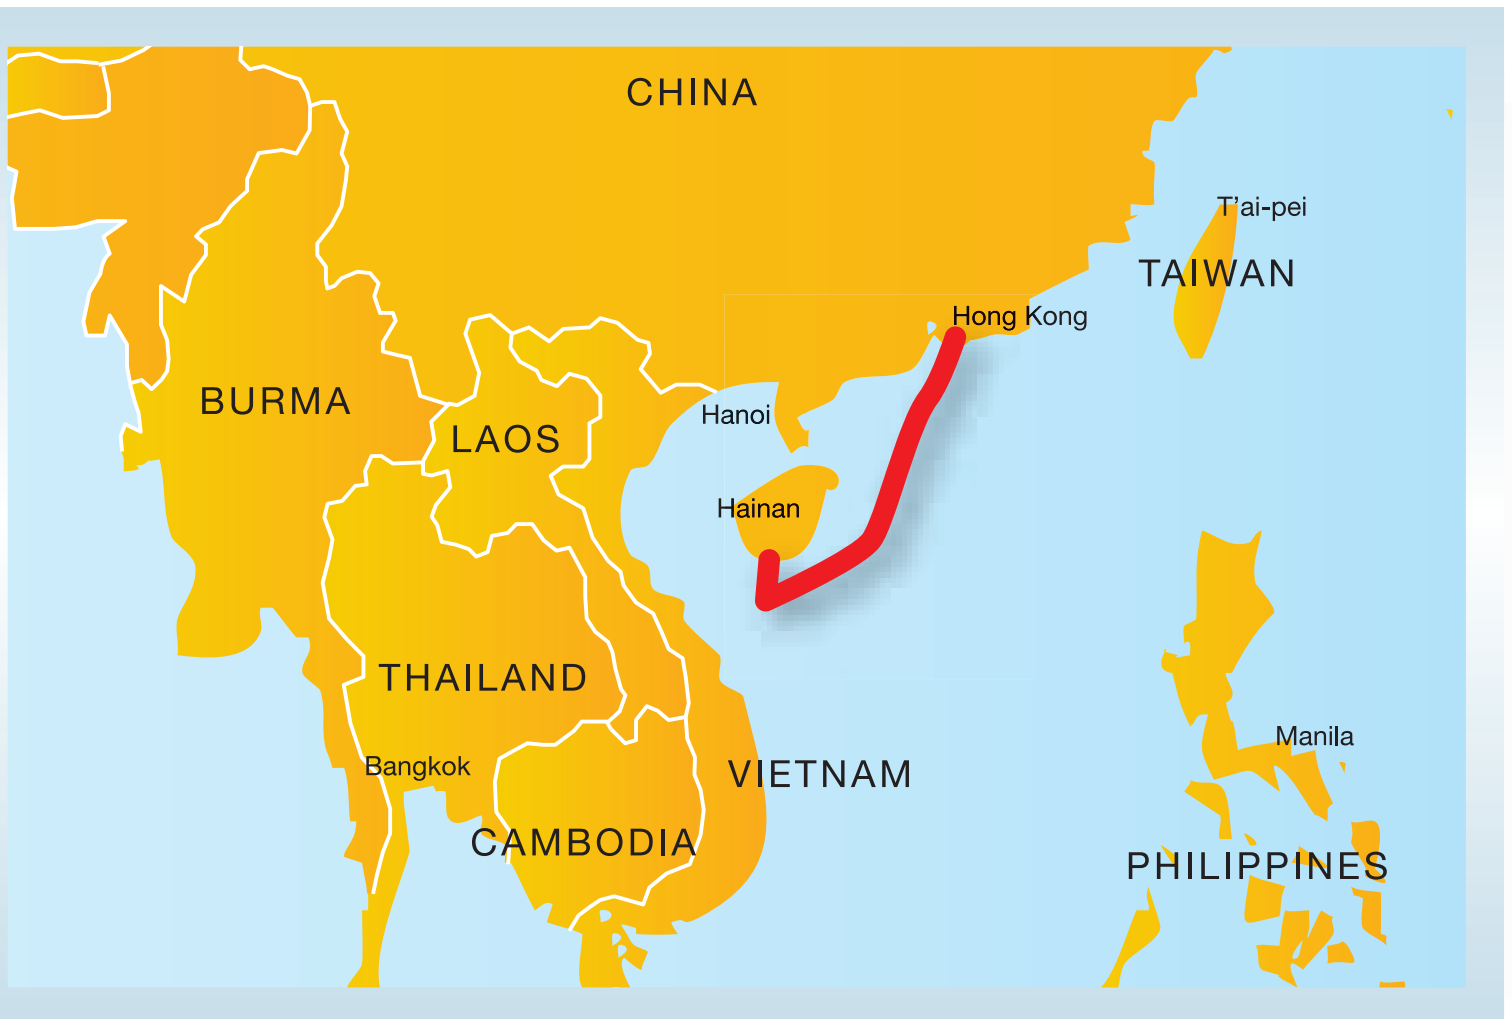 CHINA
T'ai-pei
TAIWAN
Hong Kong
BURMA
Hanoi
LAOS
Hainan
THAILAND
Manila
Bangkok
VIETNAM
CAMBODIA
PHILIPPINES